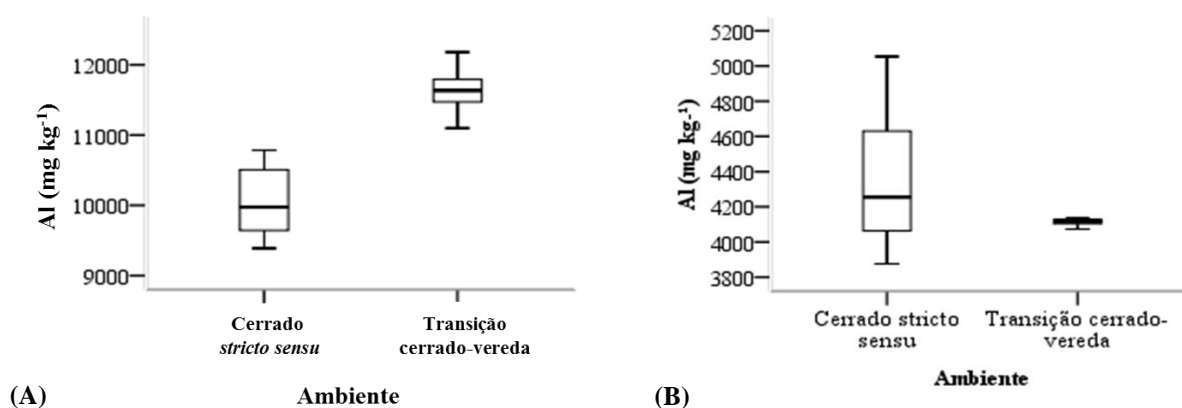 Al (mg kg-1)
12000
11000
10000
9000
Cerrado
stricto sensu
Transição
cerrado-vereda
Ambiente
(A)
Al (mg kg-1)
5200
5000
4800
4600
4400
4200
4000
3800
Cerrado stricto
sensu
Transição cerrado-
vereda
Ambiente
(B)